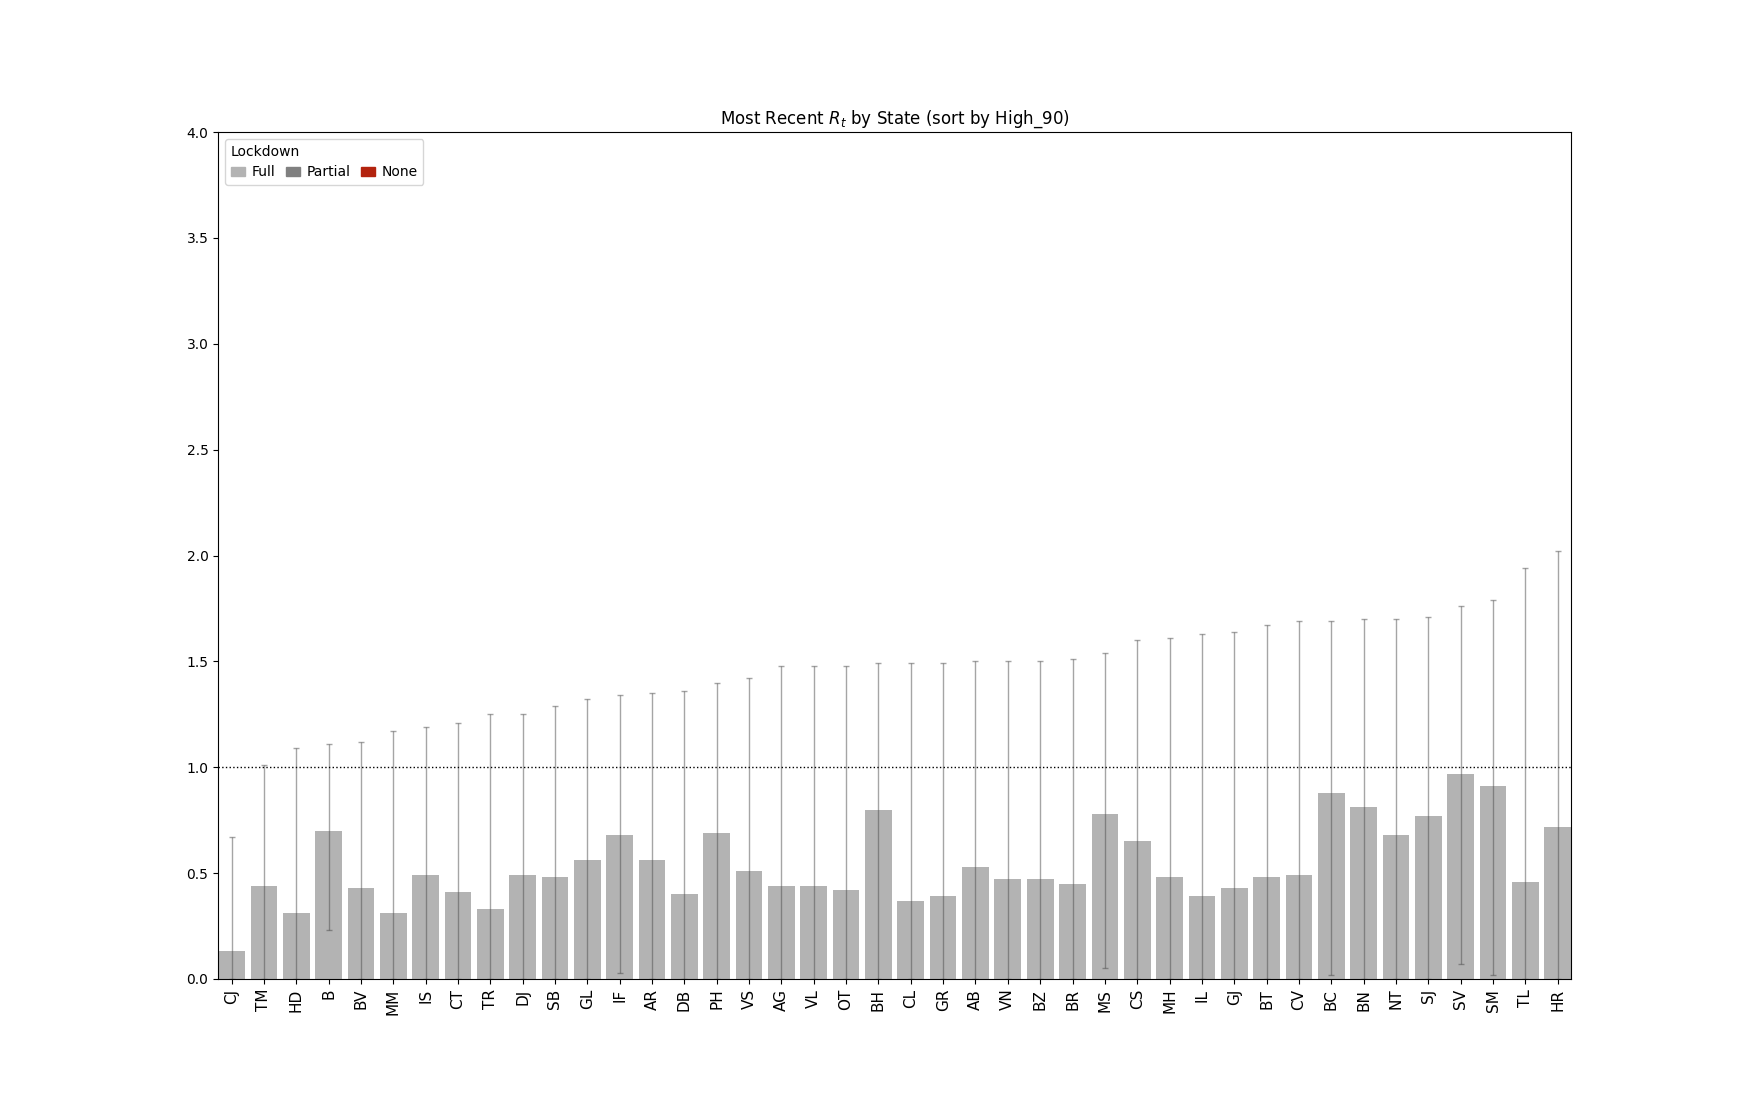 Most Recent R_t by State (sort by High_90)
Lockdown
Full Partial None
4.0
3.5
3.0
2.5
2.0
1.5
1.0
0.5
0.0
CJ TM HD B BV MM IS CT TR DJ SB GL IF AR DB PH VS AG VL OT BH CL GR AB VN BZ BR MS CS MH IL GJ BT CV BC BN NT SJ SV SM TL HR